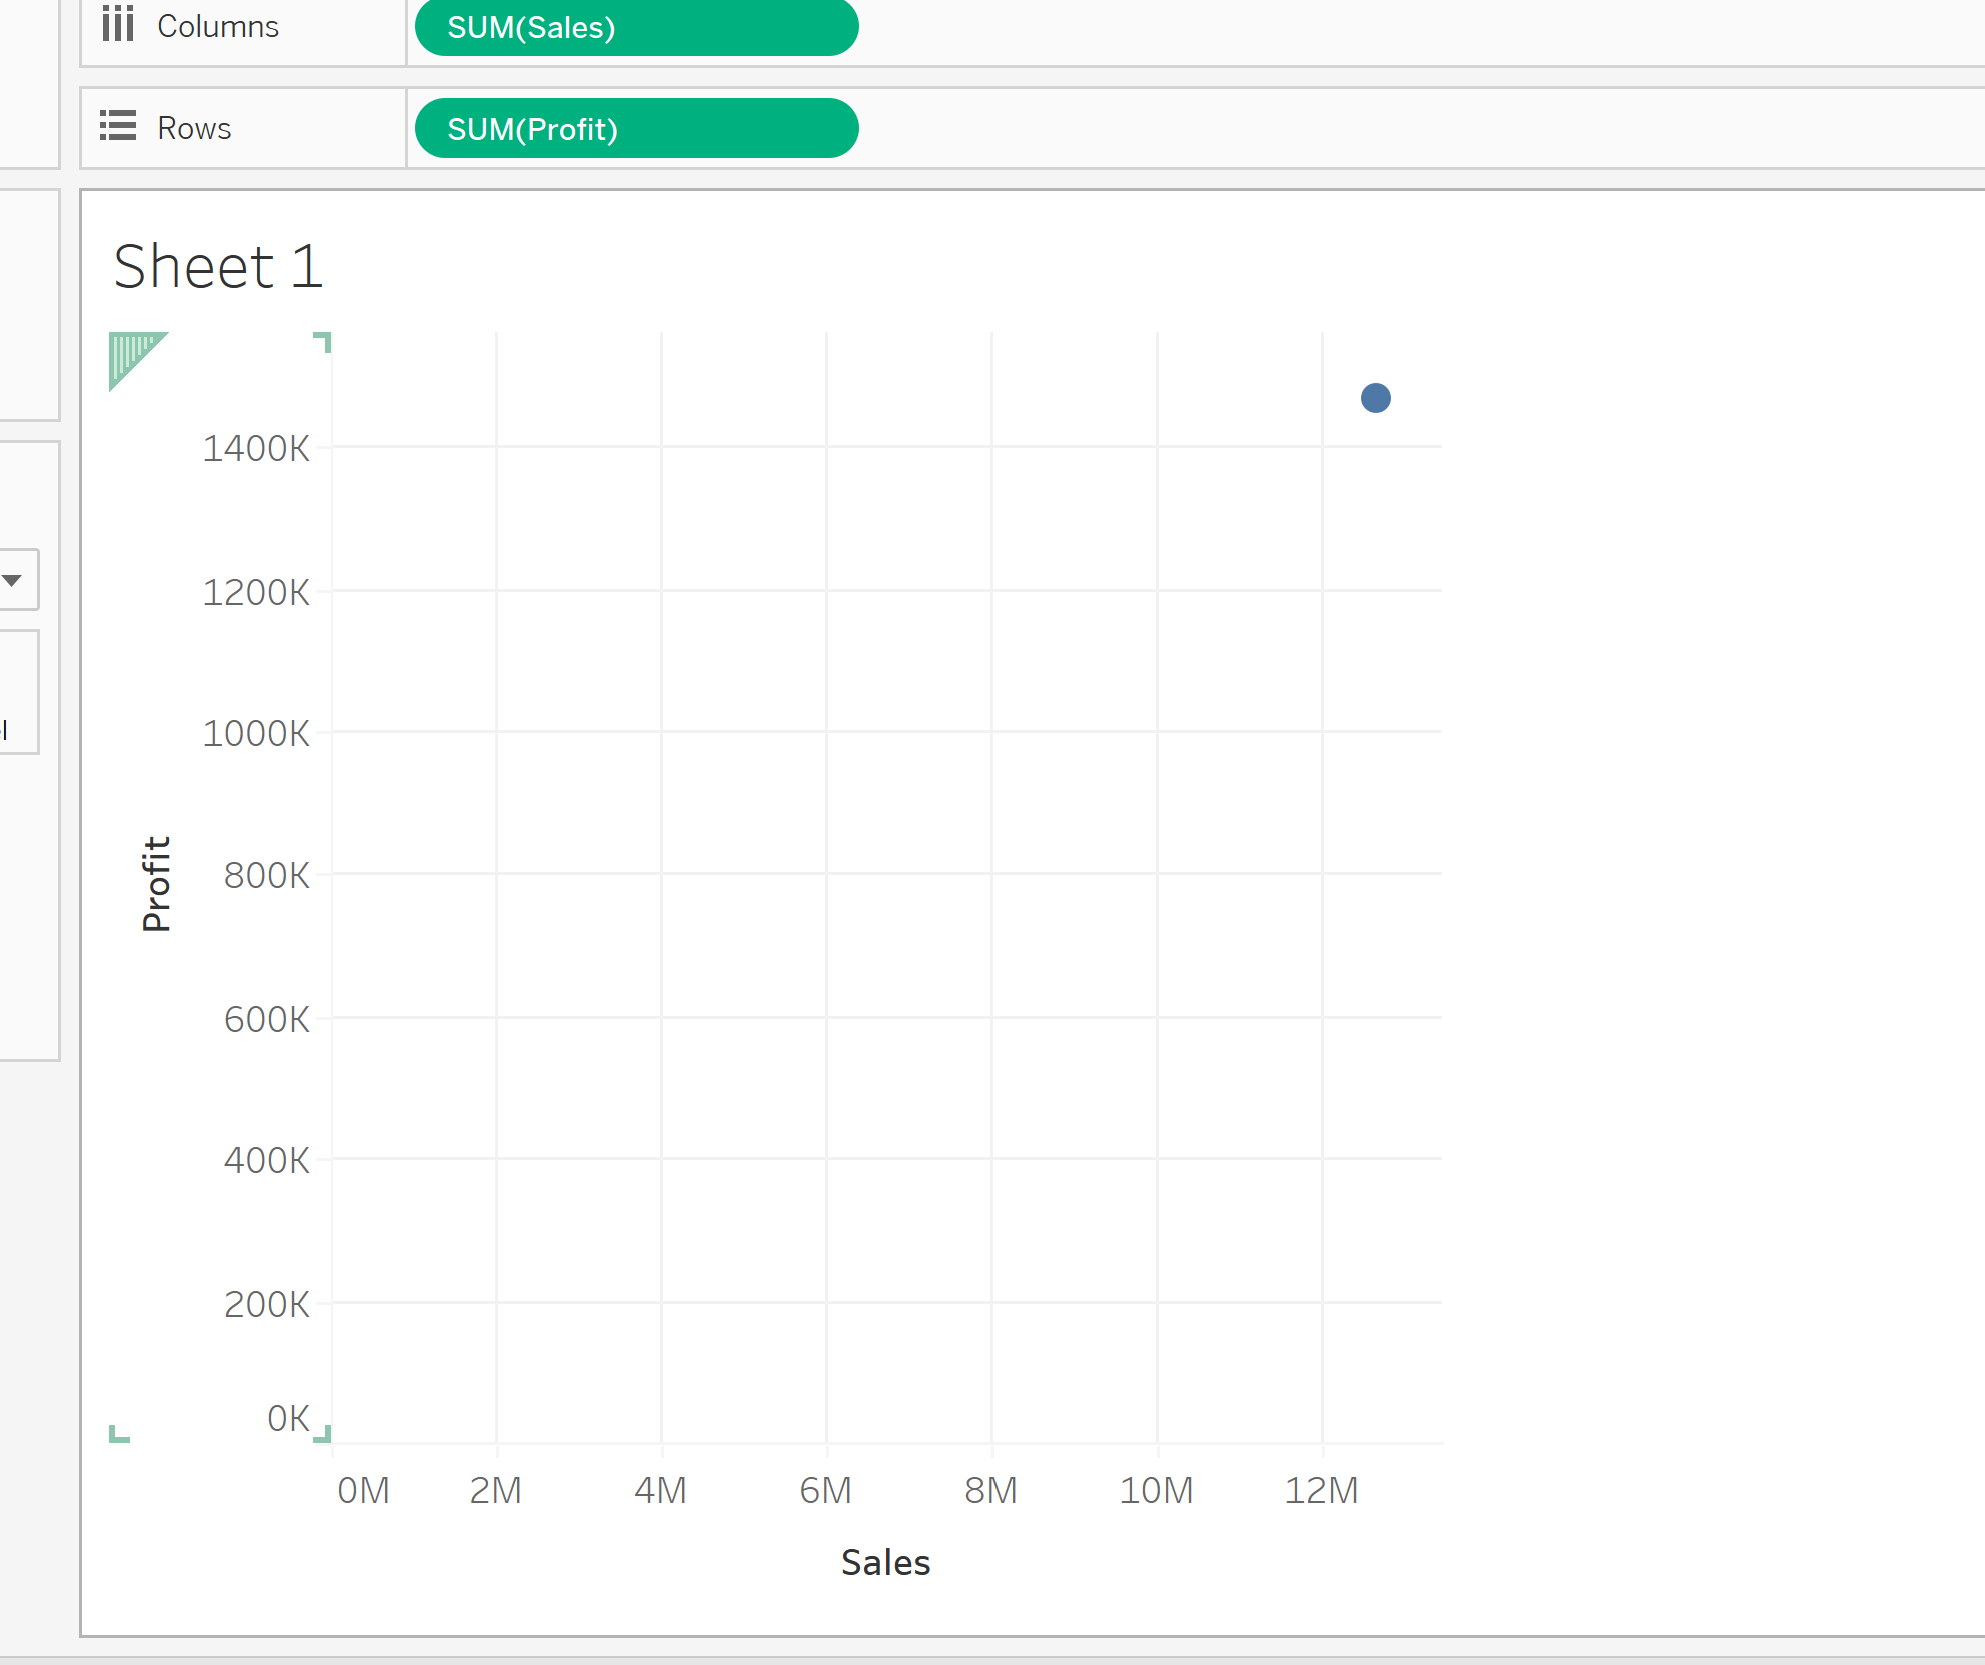 Columns
SUM(Sales)
Rows
SUM(Profit)
Sheet 1
1400K
1200K
1000K
800K
600K
400K
200K
0K
Profit
0M 2M 4M 6M 8M 10M 12M
Sales